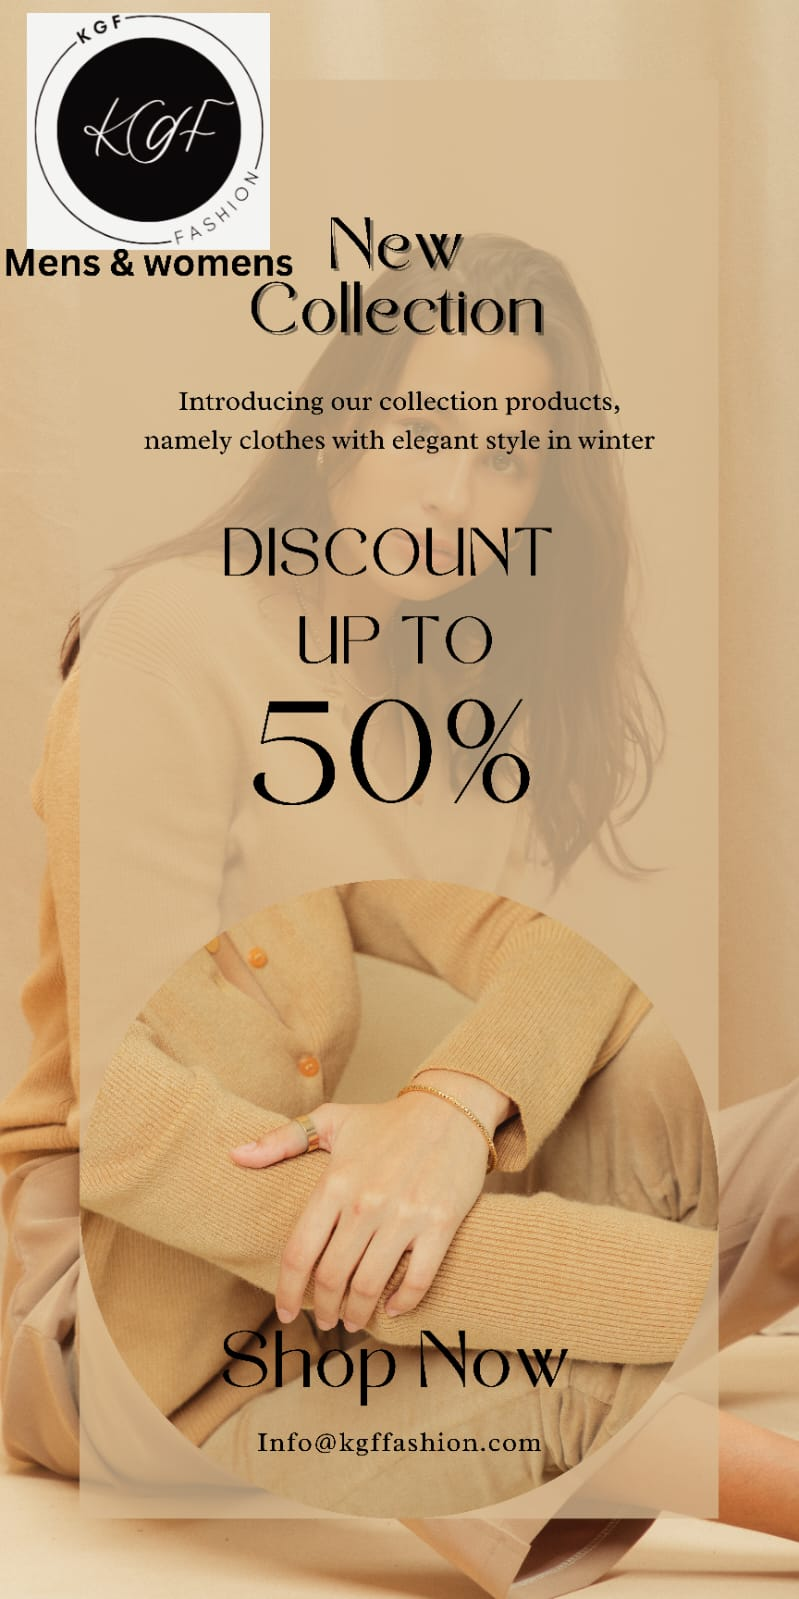 KGF
KGF
FASHION
Mens & womens
New
Collection
Introducing our collection products,
namely clothes with elegant style in winter
DISCOUNT
UP TO
50%
Shop Now
Info@kgffashion.com